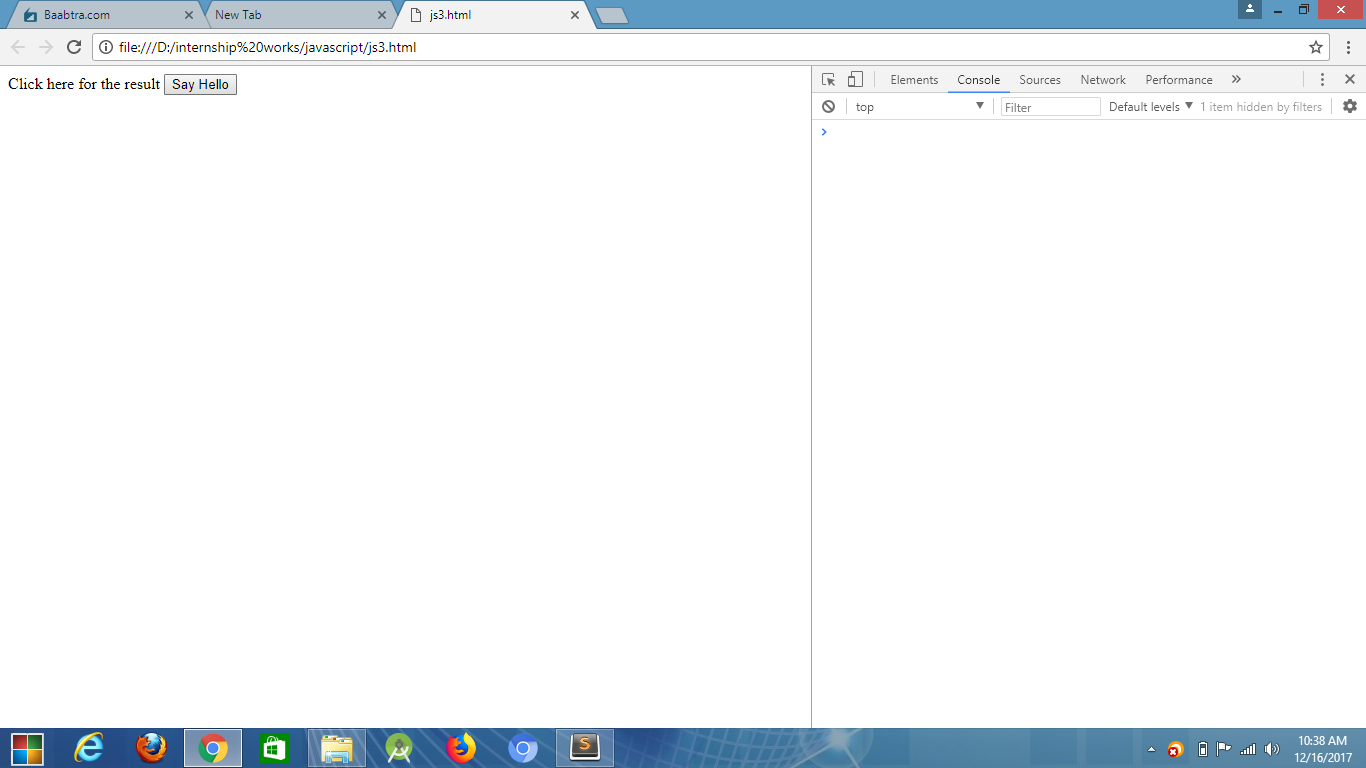 Baabtra.com
New Tab
js3.html
file:///D:/internship%20works/javascript/js3.html
Click here for the result Say Hello
Elements Console Sources Network Performance »
top Filter Default levels 1 item hidden by filters
10:38 AM
12/16/2017